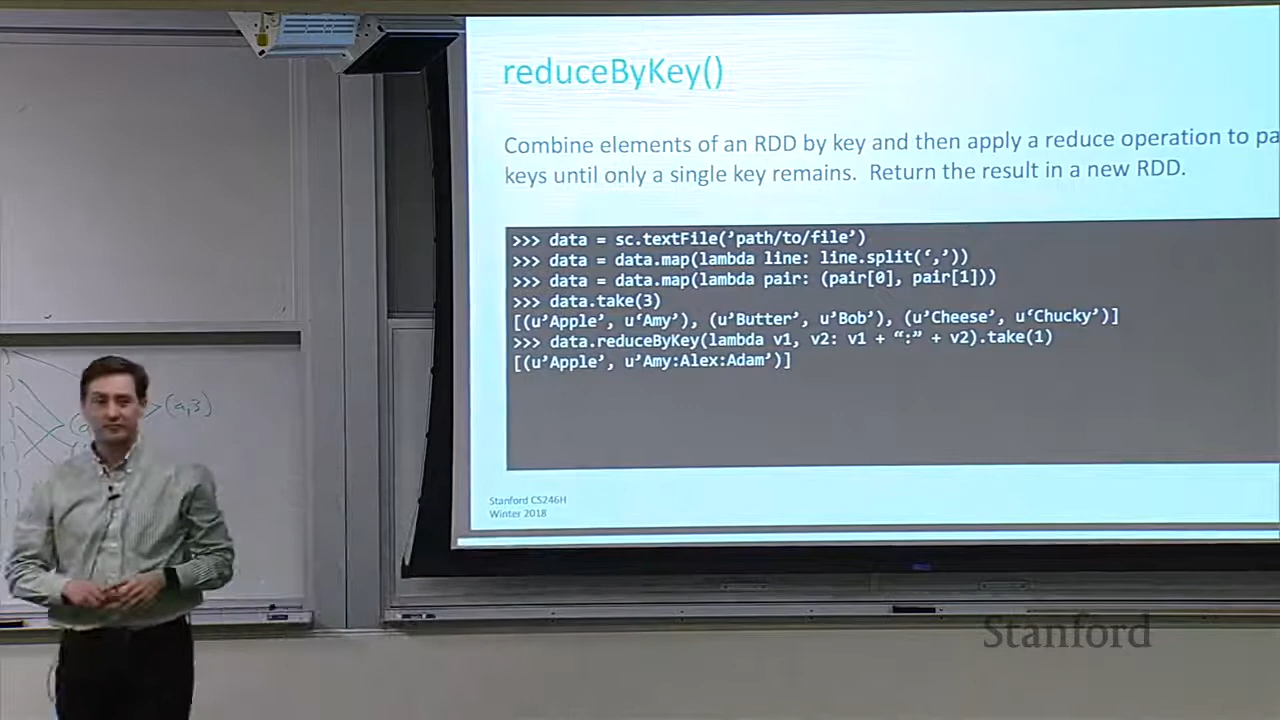 reduceByKey()
Combine elements of an RDD by key and then apply a reduce operation to pa
keys until only a single key remains.  Return the result in a new RDD.
>>> data = sc.textFile(’path/to/file’)
>>> data = data.map(lambda line: line.split(‘,’))
>>> data = data.map(lambda pair: (pair[0], pair[1]))
>>> data.take(3)
[(u’Apple’, u‘Amy’), (u’Butter’, u’Bob’), (u’Cheese’, u‘Chucky’)]
>>> data.reduceByKey(lambda v1, v2: v1 + “:” + v2).take(1)
[(u’Apple’, u’Amy:Alex:Adam’)]
(a,3)
Stanford CS246H
Winter 2018
Stanford